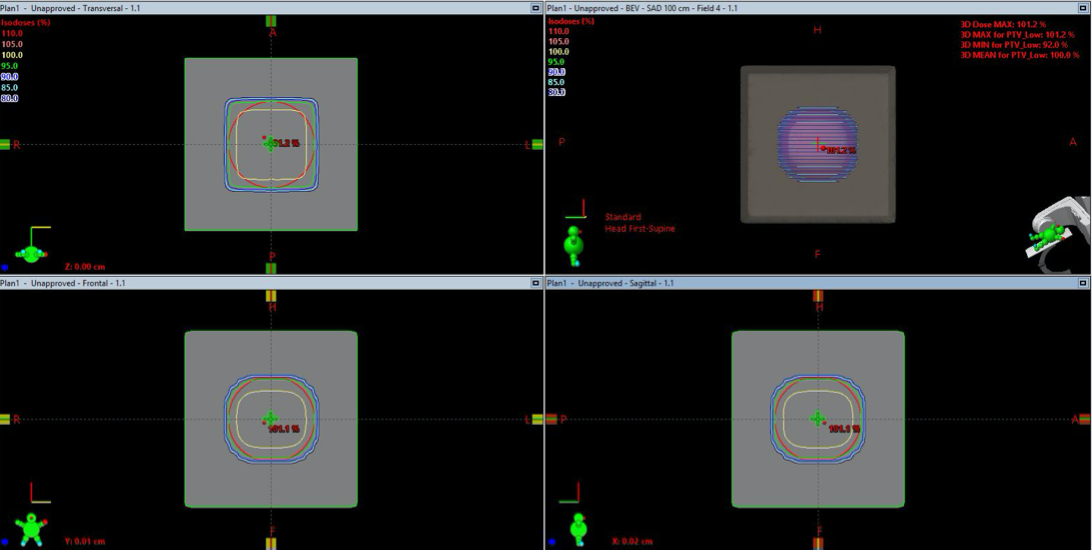 Plan1 - Unapproved - Transversal - 1.1
Isodoses (%)
110.0
105.0
100.0
95.0
90.0
85.0
80.0
A
R
L
P
Z: 0.00 cm
Plan1 - Unapproved - BEV - SAD 100 cm - Field 4 - 1.1
Isodoses (%)
110.0
105.0
100.0
95.0
90.0
85.0
80.0
3D Dose MAX: 101.2 %
3D MAX for PTV_Low: 101.2 %
3D MIN for PTV_Low: 92.0 %
3D MEAN for PTV_Low: 100.0 %
H
P
A
101.2 %
Standard
Head First-Supine
F
Plan1 - Unapproved - Frontal - 1.1
H
R
L
101.1 %
F
Y: 0.01 cm
Plan1 - Unapproved - Sagittal - 1.1
H
P
A
101.1 %
F
X: 0.02 cm